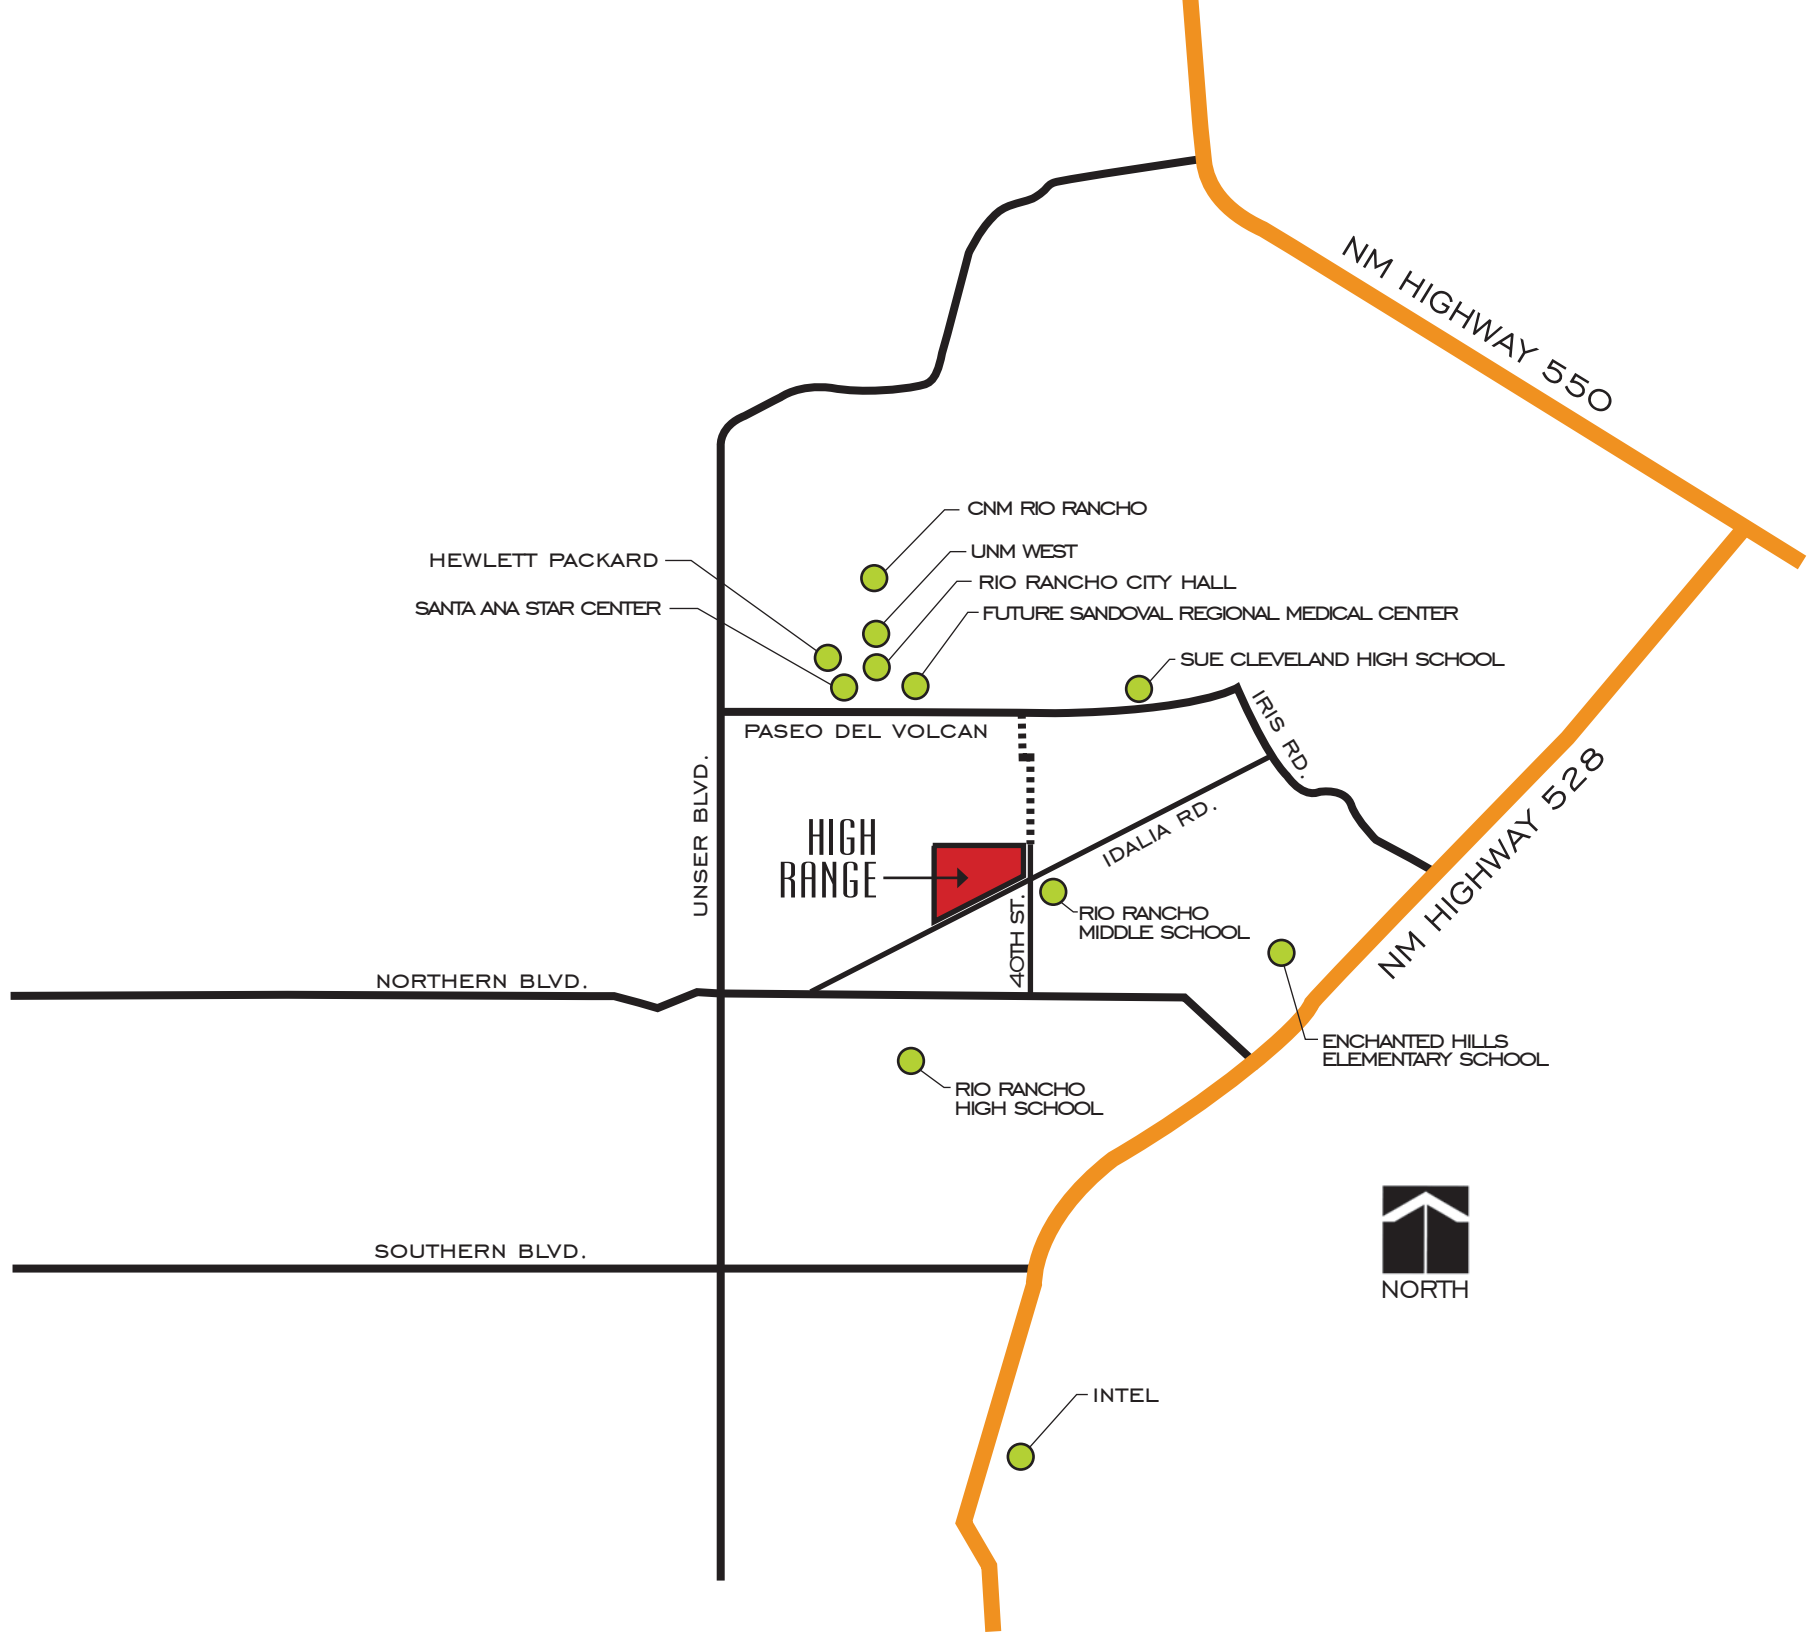 NM HIGHWAY 550
CNM RIO RANCHO
UNM WEST
HEWLETT PACKARD
RIO RANCHO CITY HALL
SANTA ANA STAR CENTER
FUTURE SANDOVAL REGIONAL MEDICAL CENTER
SUE CLEVELAND HIGH SCHOOL
IRIS RD.
PASEO DEL VOLCAN
UNSER BLVD.
NM HIGHWAY 528
IDALIA RD.
HIGH
RANGE
40TH ST.
RIO RANCHO
MIDDLE SCHOOL
NORTHERN BLVD.
ENCHANTED HILLS
ELEMENTARY SCHOOL
RIO RANCHO
HIGH SCHOOL
SOUTHERN BLVD.
NORTH
INTEL